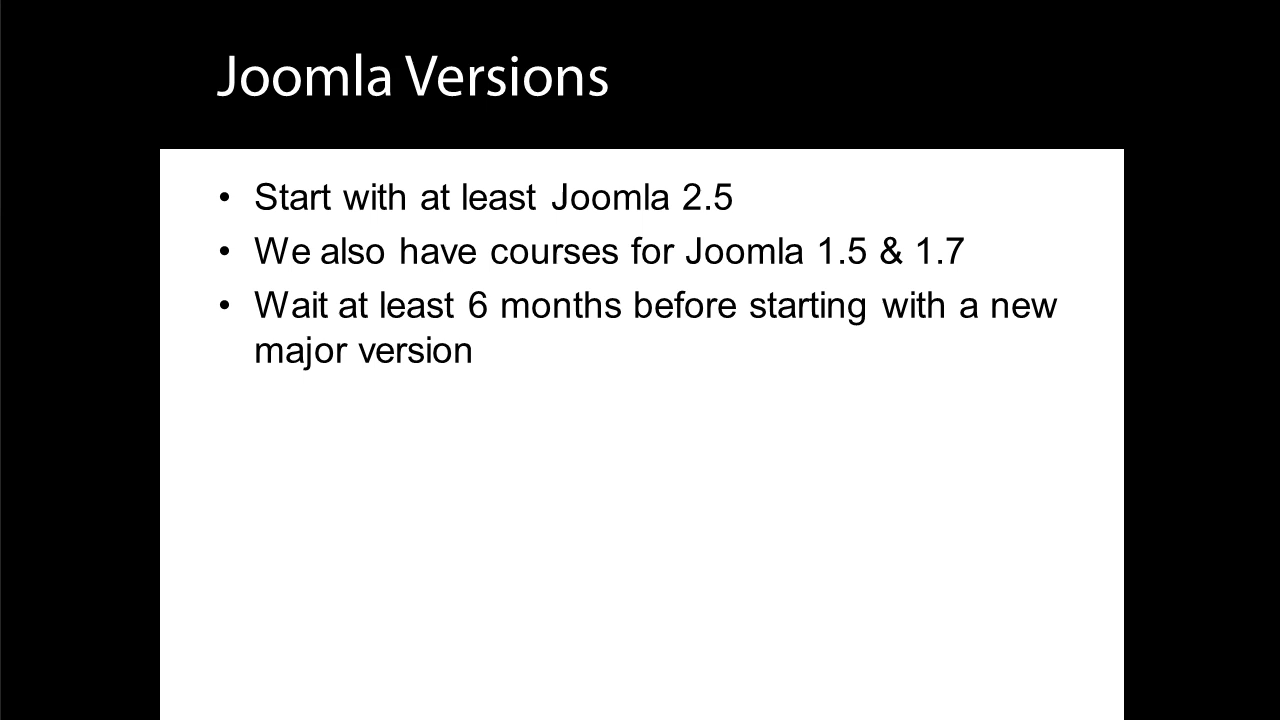 Joomla Versions
• Start with at least Joomla 2.5
• We also have courses for Joomla 1.5 & 1.7
• Wait at least 6 months before starting with a new
major version